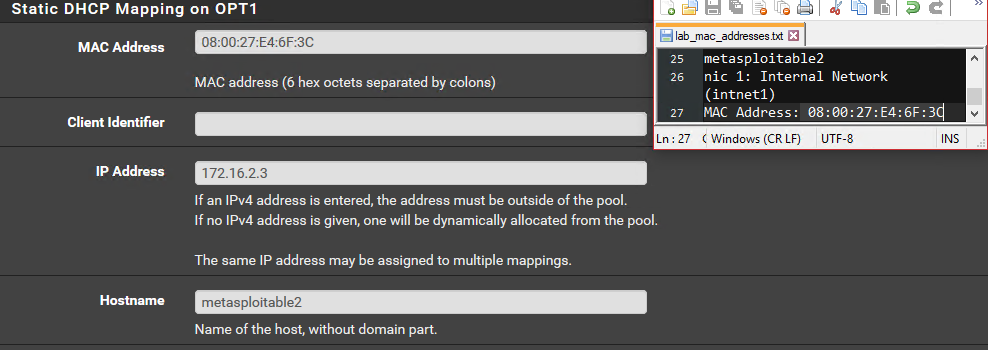 Static DHCP Mapping on OPT1
MAC Address
08:00:27:E4:6F:3C
MAC address (6 hex octets separated by colons)
Client Identifier
IP Address
172.16.2.3
If an IPv4 address is entered, the address must be outside of the pool.
If no IPv4 address is given, one will be dynamically allocated from the pool.
The same IP address may be assigned to multiple mappings.
Hostname
metasploitable2
Name of the host, without domain part.
lab_mac_addresses.txt
25 metasploitable2
26 nic 1: Internal Network
(intnet1)
27 MAC Address: 08:00:27:E4:6F:3C
Ln : 27 Windows (CR LF) UTF-8 INS